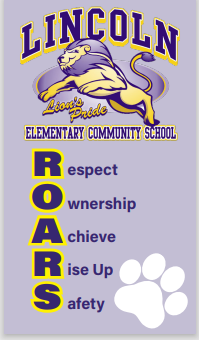 LINCOLN
Lion's
Pride
ELEMENTARY COMMUNITY SCHOOL
Respect
Ownership
Achieve
Rise Up
Safety